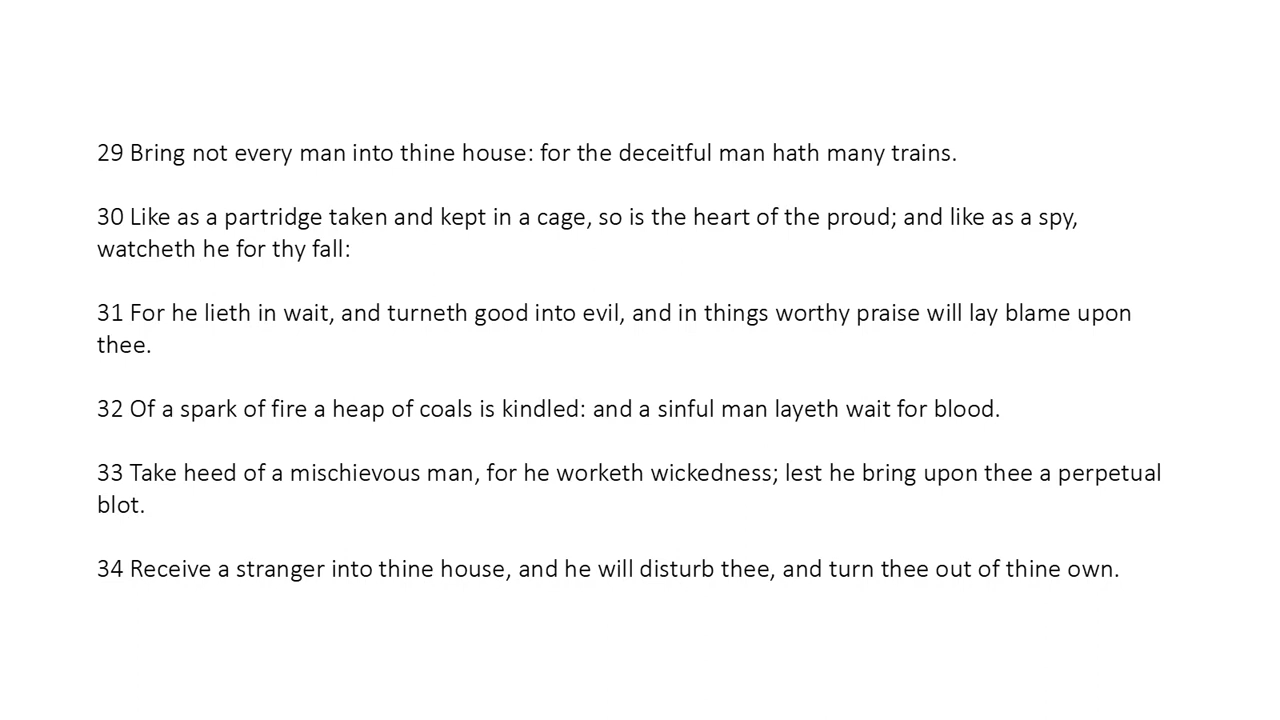 29 Bring not every man into thine house: for the deceitful man hath many trains.
30 Like as a partridge taken and kept in a cage, so is the heart of the proud; and like as a spy,
watcheth he for thy fall:
31 For he lieth in wait, and turneth good into evil, and in things worthy praise will lay blame upon
thee.
32 Of a spark of fire a heap of coals is kindled: and a sinful man layeth wait for blood.
33 Take heed of a mischievous man, for he worketh wickedness; lest he bring upon thee a perpetual
blot.
34 Receive a stranger into thine house, and he will disturb thee, and turn thee out of thine own.